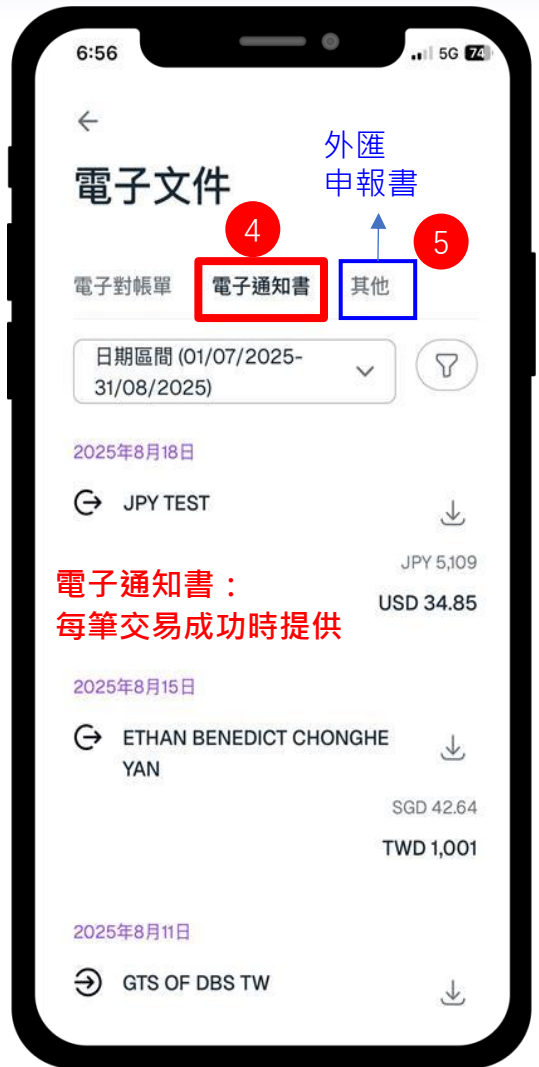 6:56
5G 74
外匯
申報書
電子文件
4
5
電子對帳單 電子通知書 其他
日期區間 (01/07/2025-
31/08/2025)
2025年8月18日
JPY TEST
JPY 5,109
電子通知書：
USD 34.85
每筆交易成功時提供
2025年8月15日
ETHAN BENEDICT CHONGHE
YAN
SGD 42.64
TWD 1,001
2025年8月11日
GTS OF DBS TW